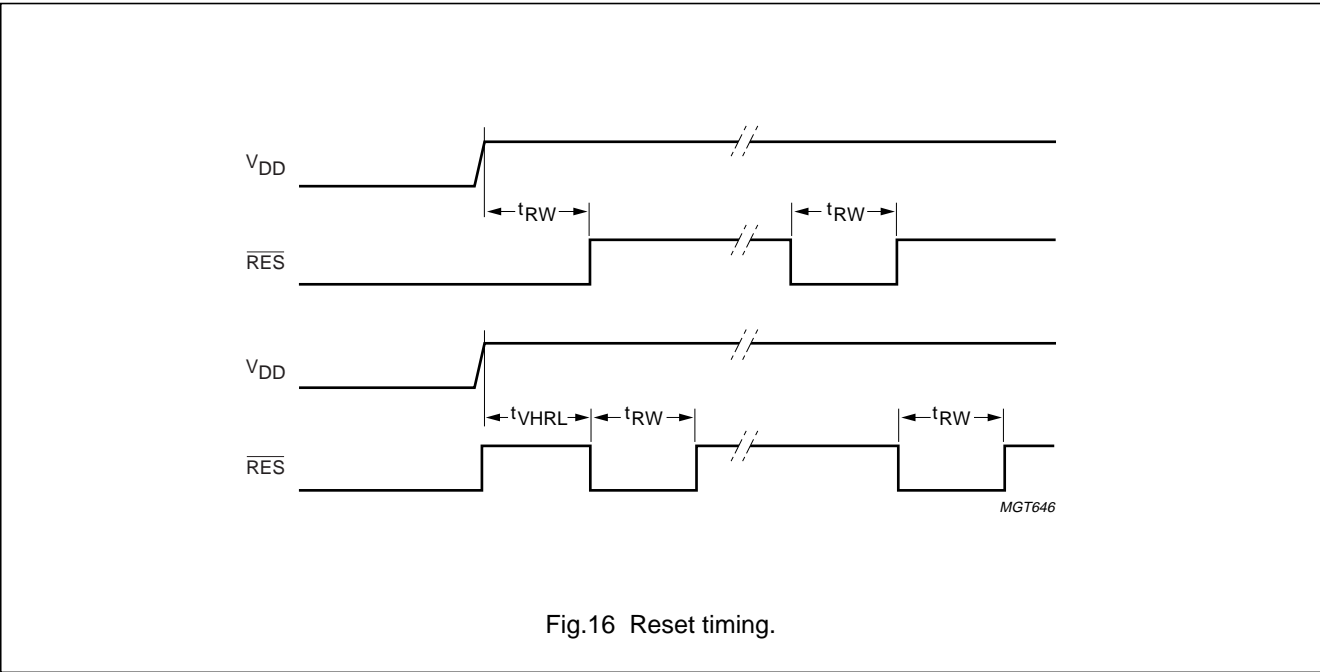 VDD
tRW tRW
RES
VDD
tVHRL tRW tRW
RES
MGT646
Fig.16 Reset timing.